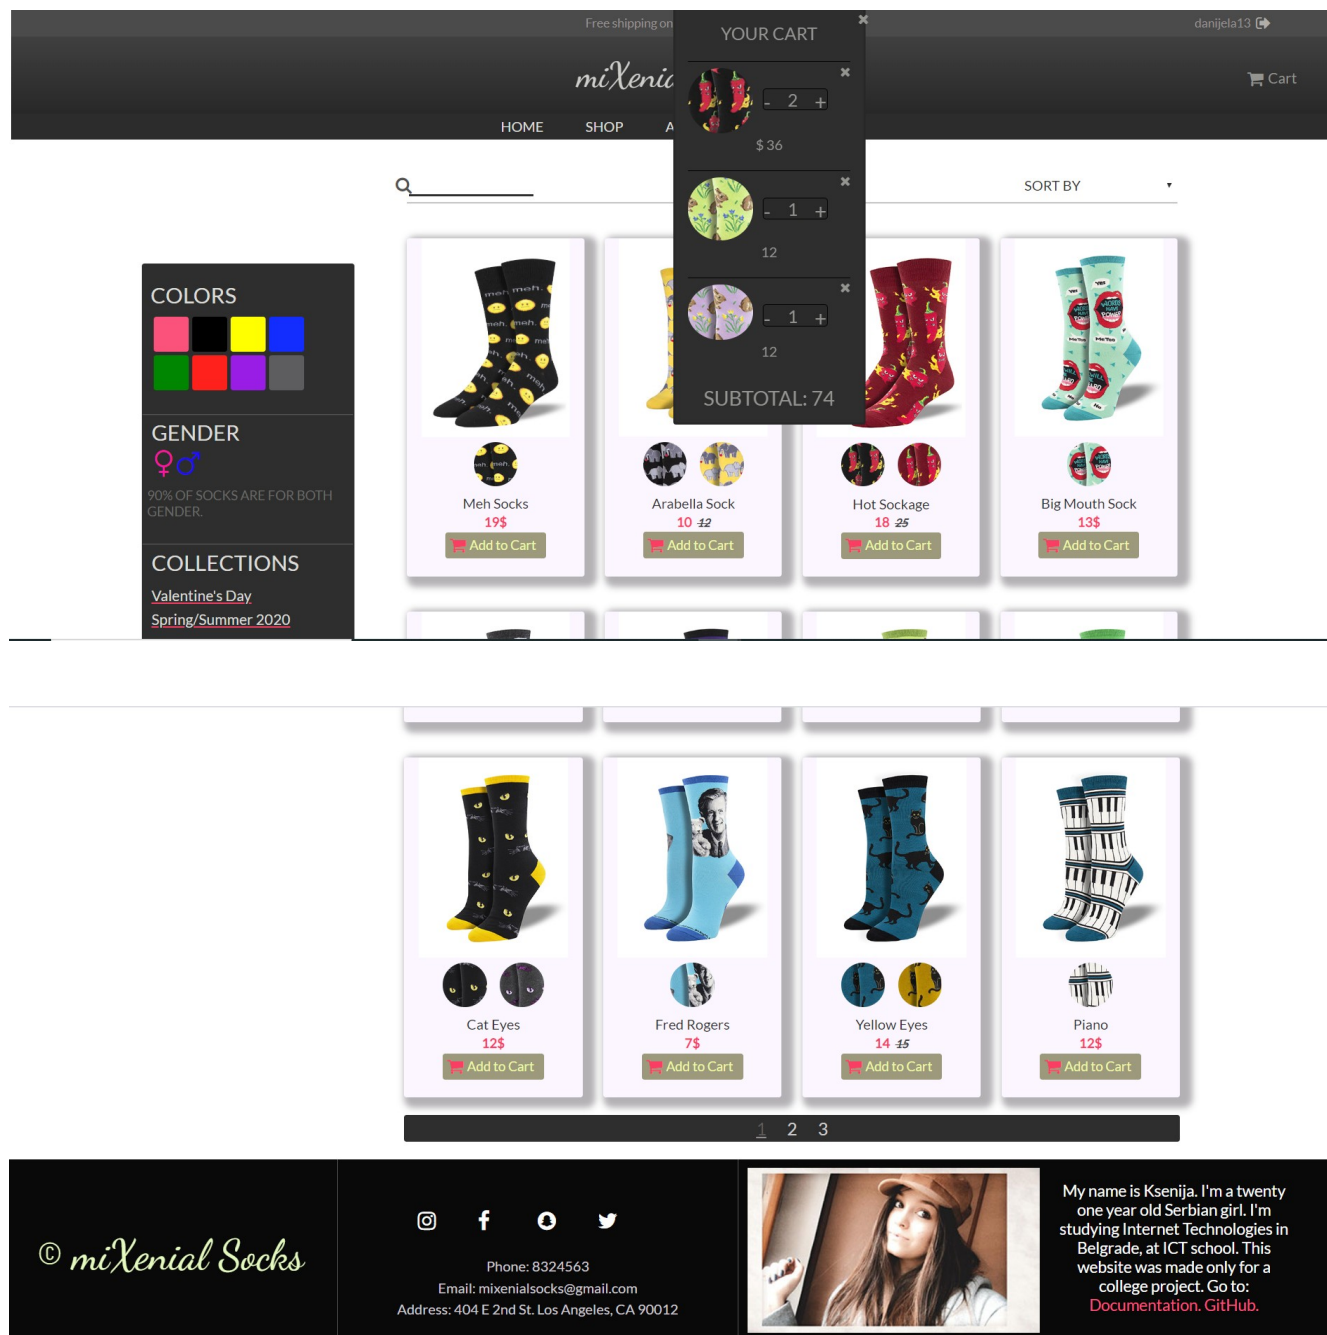 Free shipping on
danijela13
miXenia
Cart
HOME SHOP A
YOUR CART
- 2 +
$ 36
- 1 +
12
- 1 +
12
SUBTOTAL: 74
SORT BY
COLORS
GENDER
90% OF SOCKS ARE FOR BOTH
GENDER.
COLLECTIONS
Valentine's Day
Spring/Summer 2020
meh.
Meh Socks
19$
Add to Cart
Arabella Sock
10 12
Add to Cart
Hot Sockage
18 25
Add to Cart
YES
Big Mouth Sock
13$
Add to Cart
Cat Eyes
12$
Add to Cart
Fred Rogers
7$
Add to Cart
Yellow Eyes
14 15
Add to Cart
Piano
12$
Add to Cart
1 2 3
© miXenial Socks
Phone: 8324563
Email: mixenialsocks@gmail.com
Address: 404 E 2nd St. Los Angeles, CA 90012
My name is Ksenija. I'm a twenty
one year old Serbian girl. I'm
studying Internet Technologies in
Belgrade, at ICT school. This
website was made only for a
college project. Go to:
Documentation. GitHub.